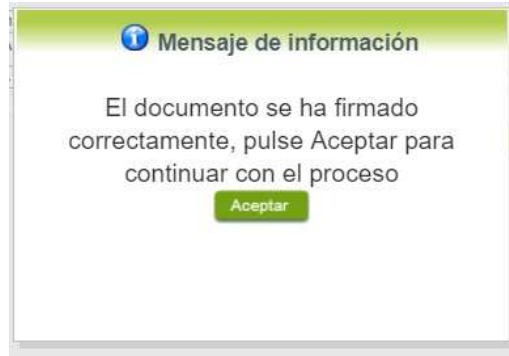 Mensaje de información
El documento se ha firmado
correctamente, pulse Aceptar para
continuar con el proceso
Aceptar